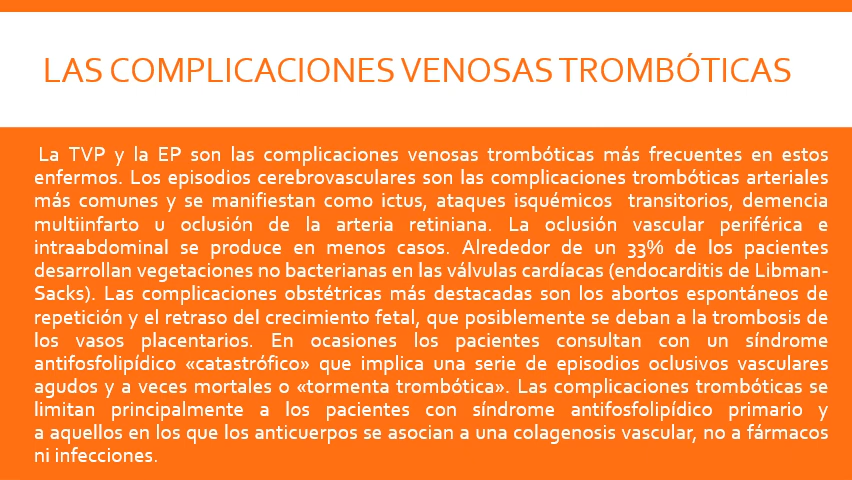 LAS COMPLICACIONES VENOSAS TROMBÓTICAS
La TVP y la EP son las complicaciones venosas trombóticas más frecuentes en estos
enfermos. Los episodios cerebrovasculares son las complicaciones trombóticas arteriales
más comunes y se manifiestan como ictus, ataques isquémicos transitorios, demencia
multiinfarto u oclusión de la arteria retiniana. La oclusión vascular periférica e
intraabdominal se produce en menos casos. Alrededor de un 33% de los pacientes
desarrollan vegetaciones no bacterianas en las válvulas cardíacas (endocarditis de Libman-
Sacks). Las complicaciones obstétricas más destacadas son los abortos espontáneos de
repetición y el retraso del crecimiento fetal, que posiblemente se deban a la trombosis de
los vasos placentarios. En ocasiones los pacientes consultan con un síndrome
antifosfolipídico «catastrófico» que implica una serie de episodios oclusivos vasculares
agudos y a veces mortales o «tormenta trombótica». Las complicaciones trombóticas se
limitan principalmente a los pacientes con síndrome antifosfolipídico primario y
a aquellos en los que los anticuerpos se asocian a una colagenosis vascular, no a fármacos
ni infecciones.